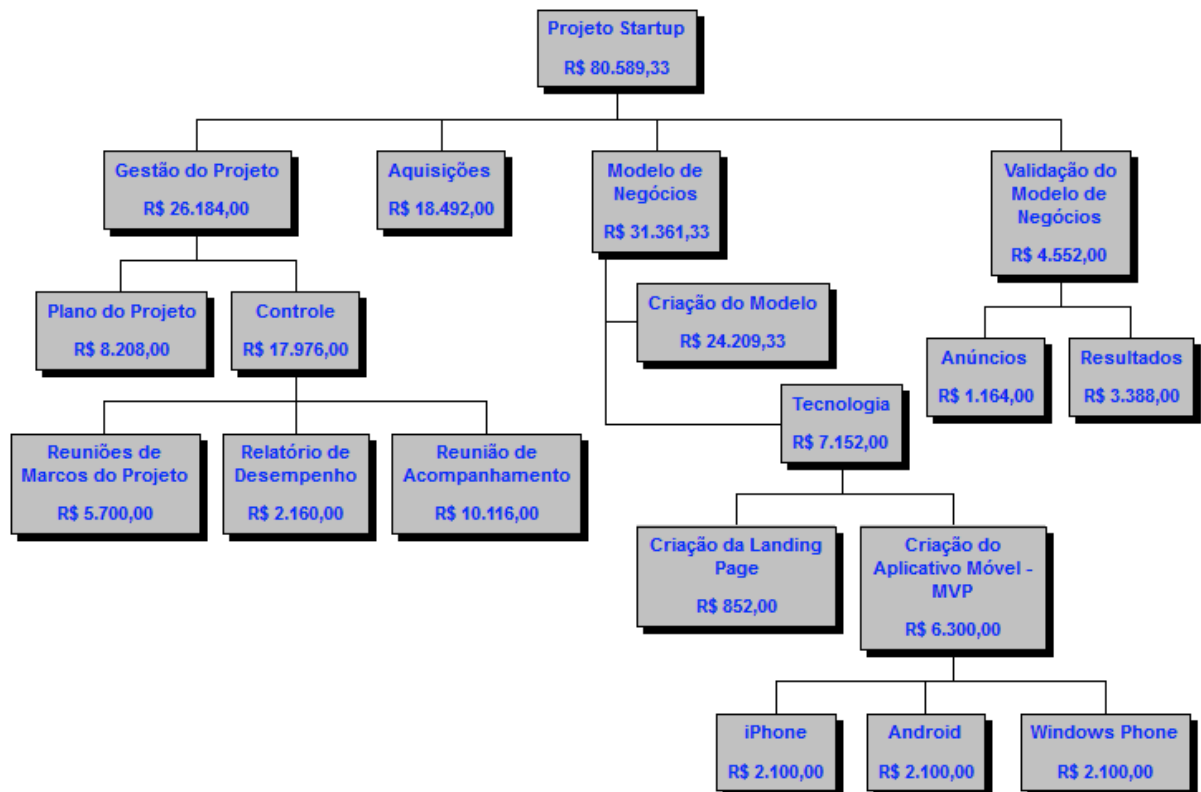 Projeto Startup
R$ 80.589,33
Gestão do Projeto
R$ 26.184,00
Aquisições
R$ 18.492,00
Modelo de
Negócios
R$ 31.361,33
Validação do
Modelo de
Negócios
R$ 4.552,00
Plano do Projeto
R$ 8.208,00
Controle
R$ 17.976,00
Criação do Modelo
R$ 24.209,33
Anúncios
R$ 1.164,00
Resultados
R$ 3.388,00
Tecnologia
R$ 7.152,00
Reuniões de
Marcos do Projeto
R$ 5.700,00
Relatório de
Desempenho
R$ 2.160,00
Reunião de
Acompanhamento
R$ 10.116,00
Criação da Landing
Page
R$ 852,00
Criação do
Aplicativo Móvel -
MVP
R$ 6.300,00
iPhone
R$ 2.100,00
Android
R$ 2.100,00
Windows Phone
R$ 2.100,00